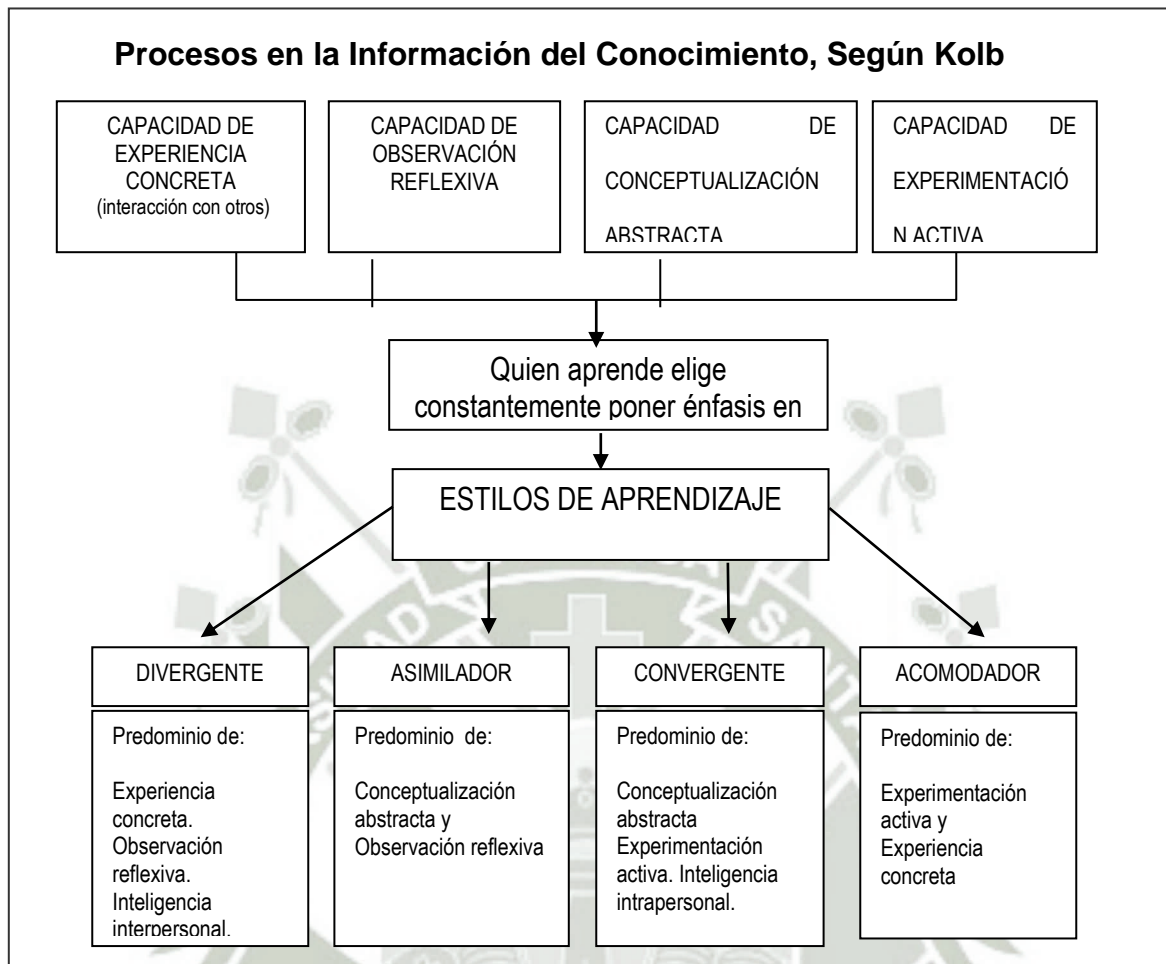 Procesos en la Información del Conocimiento, Según Kolb
CAPACIDAD DE
EXPERIENCIA
CONCRETA
(interacción con otros)
CAPACIDAD DE
OBSERVACIÓN
REFLEXIVA
CAPACIDAD DE
CONCEPTUALIZACIÓN
ABSTRACTA
CAPACIDAD DE
EXPERIMENTACIÓ
N ACTIVA
Quien aprende elige
constantemente poner énfasis en
ESTILOS DE APRENDIZAJE
DIVERGENTE
Predominio de:
Experiencia
concreta.
Observación
reflexiva.
Inteligencia
interpersonal.
ASIMILADOR
Predominio de:
Conceptualización
abstracta y
Observación reflexiva
CONVERGENTE
Predominio de:
Conceptualización
abstracta
Experimentación
activa. Inteligencia
intrapersonal.
ACOMODADOR
Predominio de:
Experimentación
activa y
Experiencia
concreta